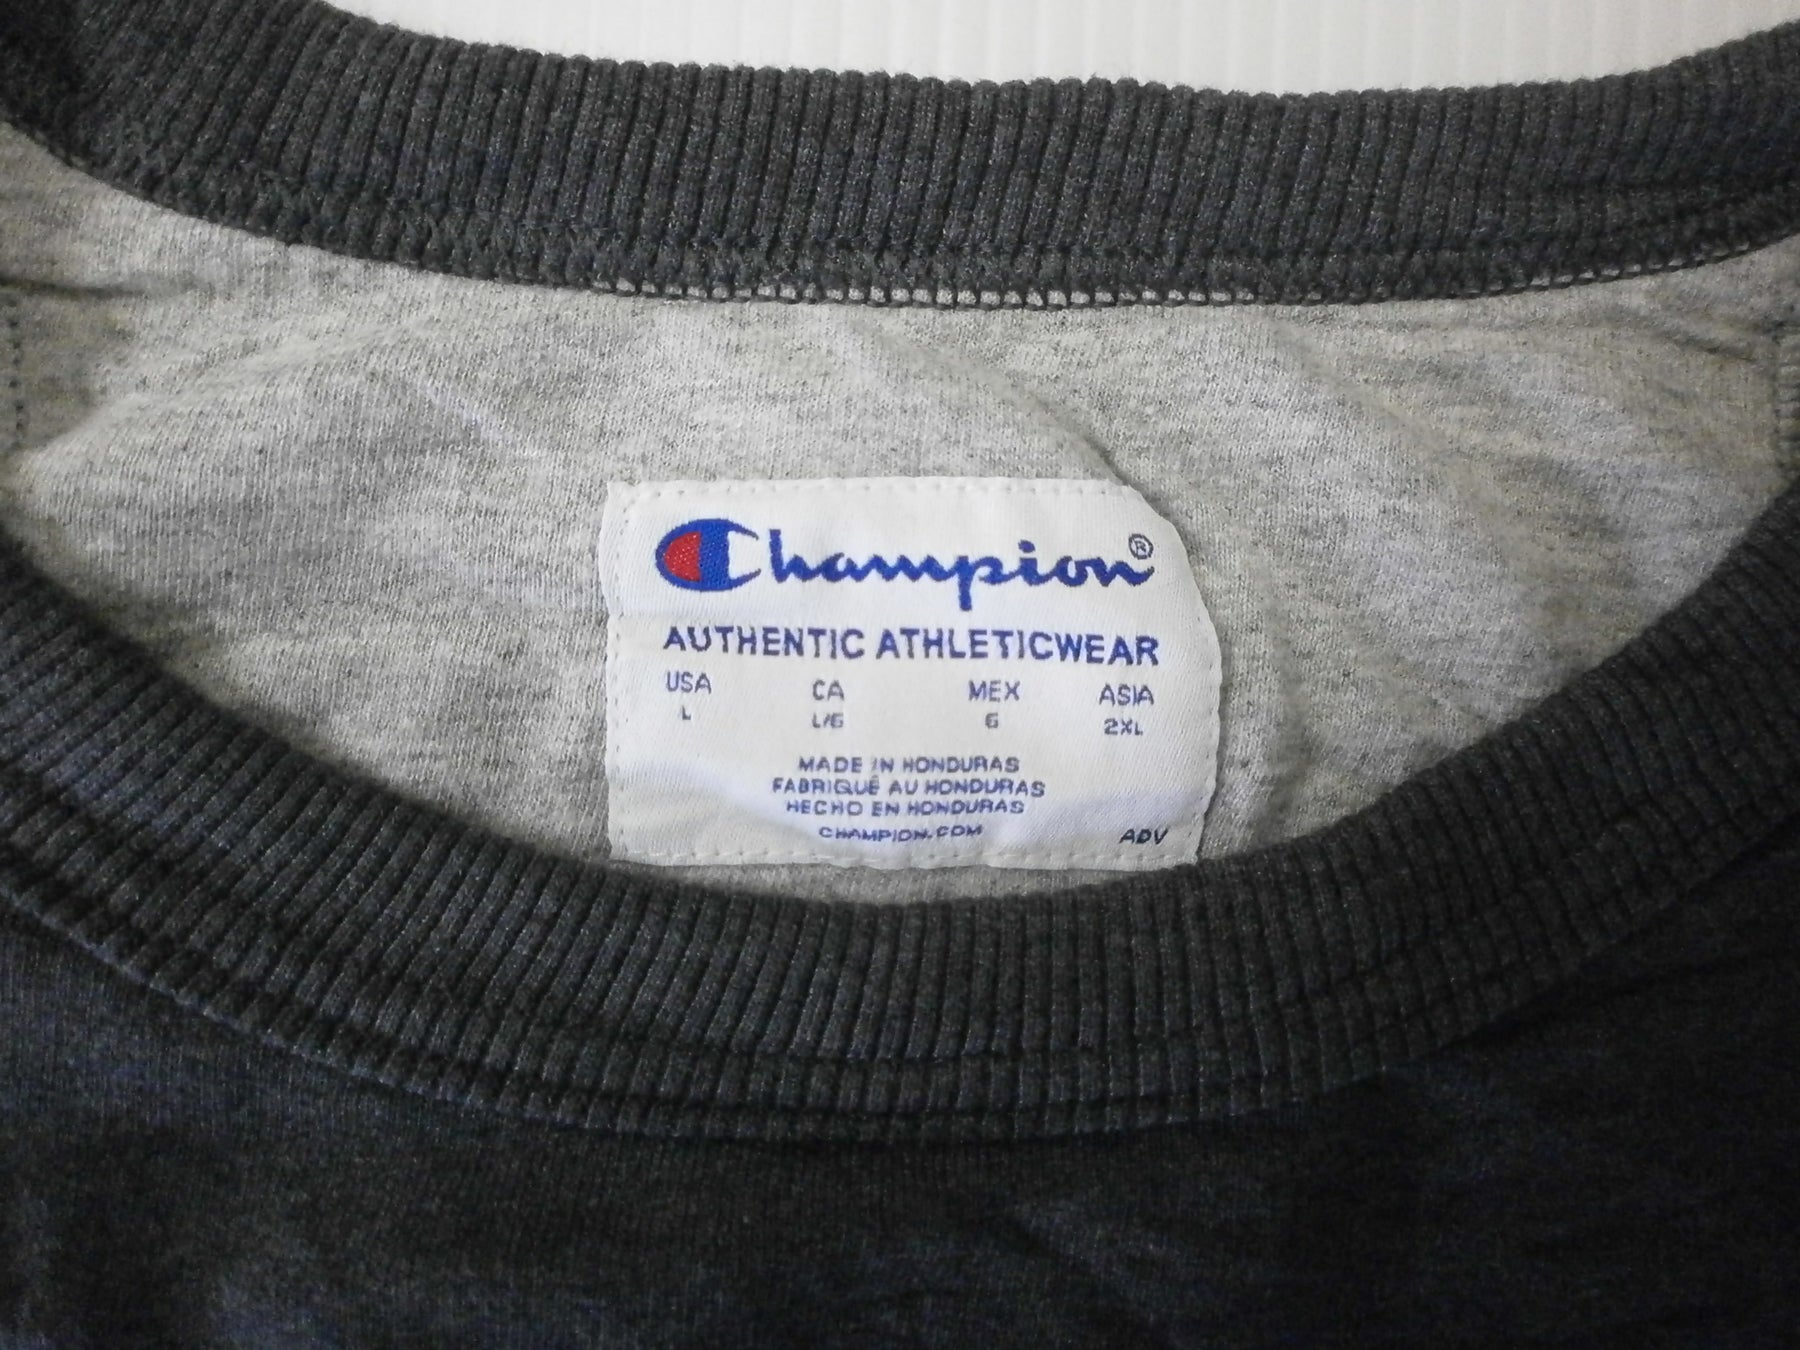 Champion®
AUTHENTIC ATHLETICWEAR
USA CA MEX ASIA
L L/G G 2XL
MADE IN HONDURAS
FABRIQUÉ AU HONDURAS
HECHO EN HONDURAS
CHAMPION.COM ADV